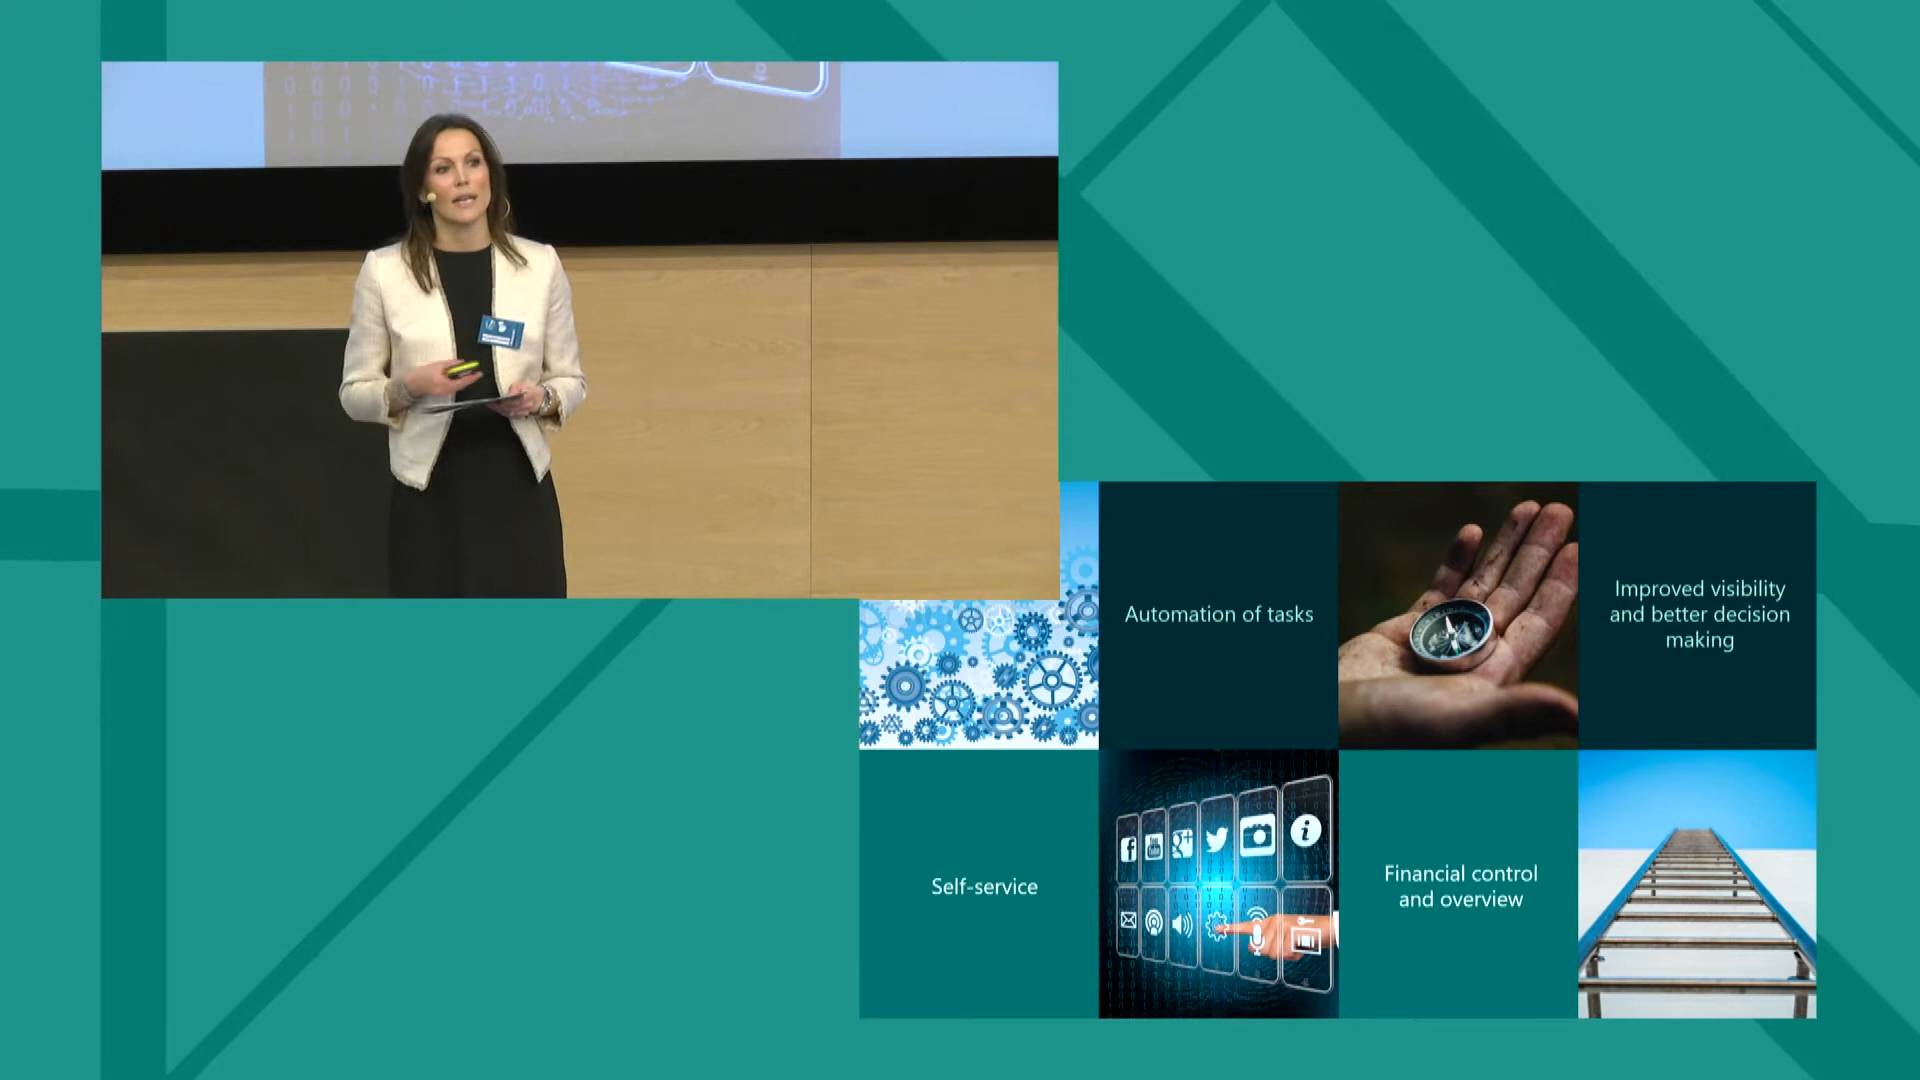 Automation of tasks
Improved visibility
and better decision
making
Self-service
Financial control
and overview